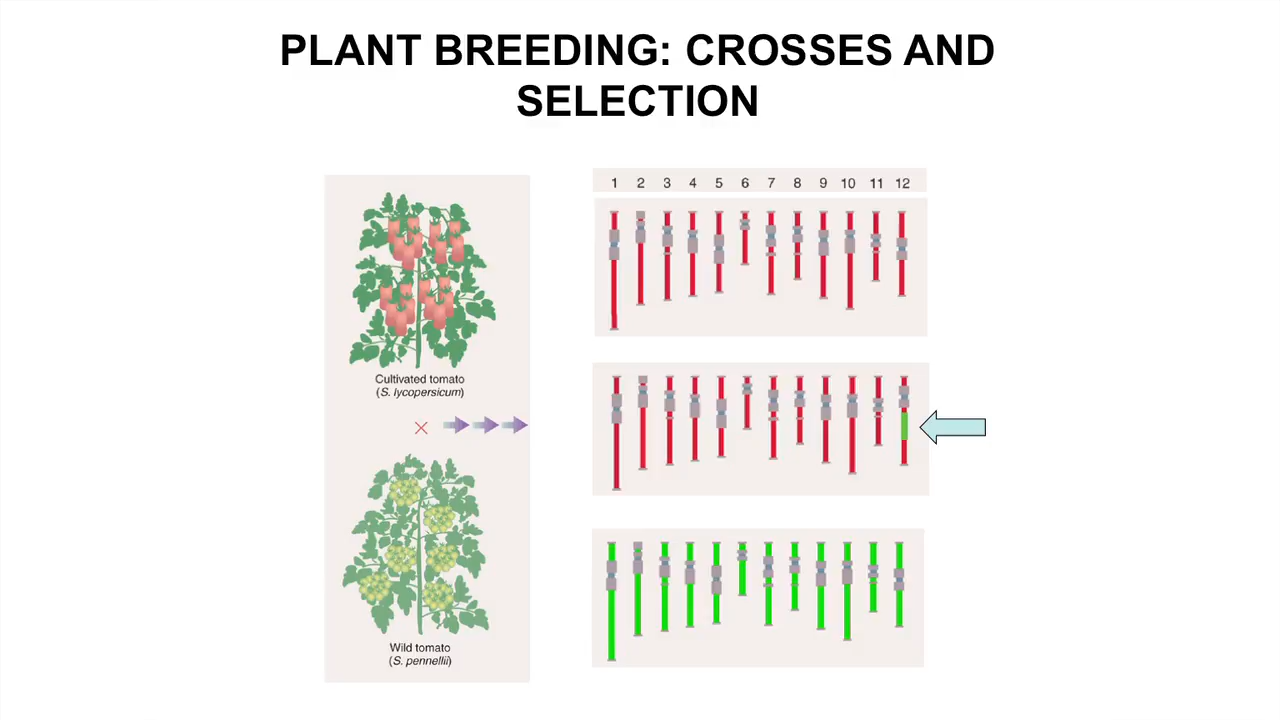 PLANT BREEDING: CROSSES AND
SELECTION
1 2 3 4 5 6 7 8 9 10 11 12
Cultivated tomato
(S. lycopersicum)
×
Wild tomato
(S. pennellii)